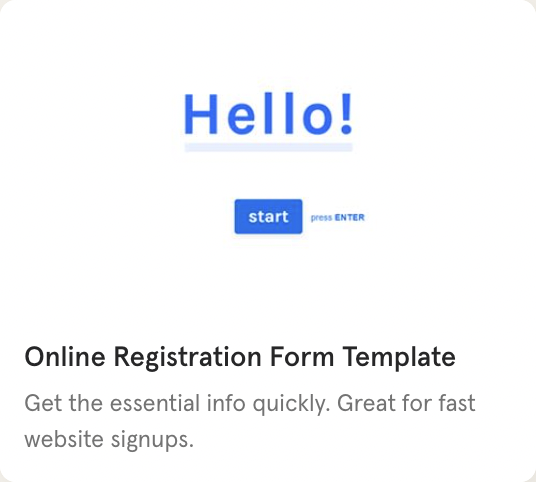 Hello!
start press ENTER
Online Registration Form Template
Get the essential info quickly. Great for fast
website signups.